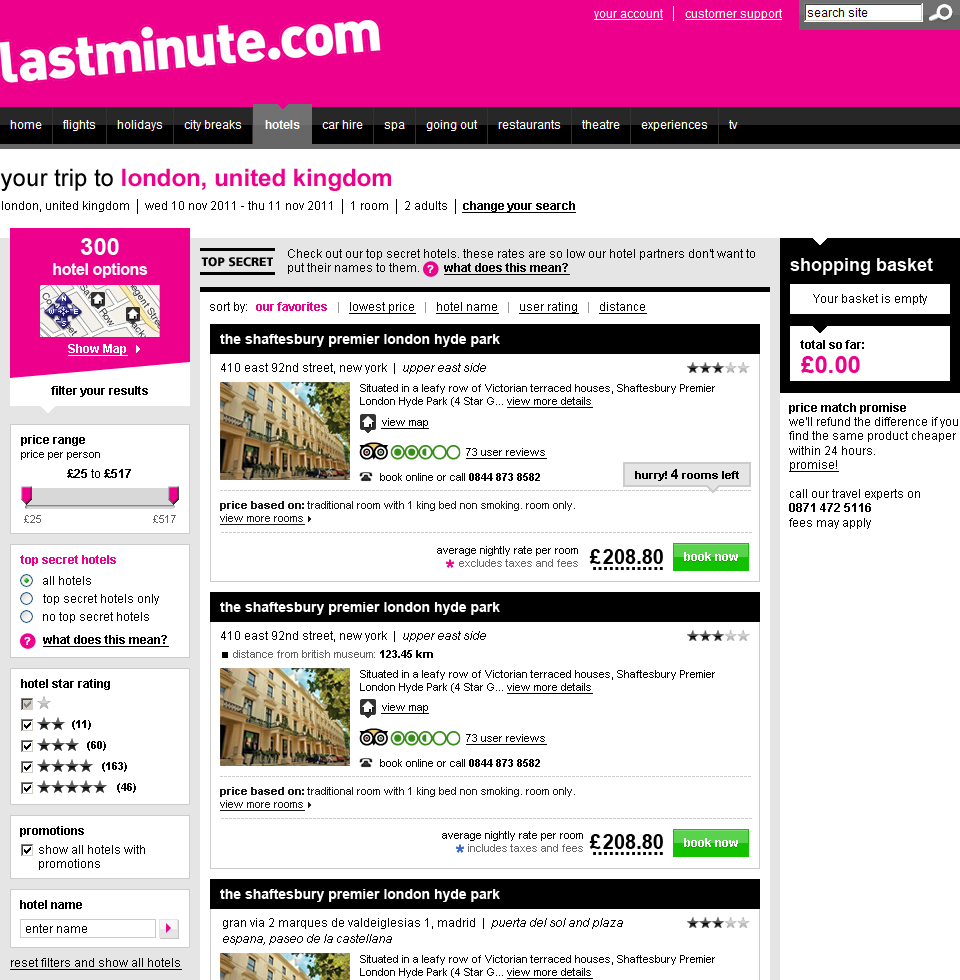 your account | customer support
search site
lastminute.com
home flights holidays city breaks hotels car hire spa going out restaurants theatre experiences tv
your trip to london, united kingdom
london, united kingdom | wed 10 nov 2011 - thu 11 nov 2011 | 1 room | 2 adults | change your search
300
hotel options
Show Map
filter your results
price range
price per person
£25 to £517
£25 £517
top secret hotels
all hotels
top secret hotels only
no top secret hotels
? what does this mean?
hotel star rating
(11)
(60)
(163)
(46)
promotions
show all hotels with
promotions
hotel name
enter name
reset filters and show all hotels
TOP SECRET
Check out our top secret hotels. these rates are so low our hotel partners don't want to
put their names to them. ? what does this mean?
sort by: our favorites | lowest price | hotel name | user rating | distance
the shaftesbury premier london hyde park
410 east 92nd street, new york | upper east side
Situated in a leafy row of Victorian terraced houses, Shaftesbury Premier
London Hyde Park (4 Star G... view more details
view map
73 user reviews
book online or call 0844 873 8582
hurry! 4 rooms left
price based on: traditional room with 1 king bed non smoking. room only.
view more rooms
average nightly rate per room
* excludes taxes and fees
£208.80
book now
the shaftesbury premier london hyde park
410 east 92nd street, new york | upper east side
distance from british museum: 123.45 km
Situated in a leafy row of Victorian terraced houses, Shaftesbury Premier
London Hyde Park (4 Star G... view more details
view map
73 user reviews
book online or call 0844 873 8582
price based on: traditional room with 1 king bed non smoking. room only.
view more rooms
average nightly rate per room
* includes taxes and fees
£208.80
book now
the shaftesbury premier london hyde park
gran via 2 marques de valdeiglesias 1, madrid | puerta del sol and plaza
espana, paseo de la castellana
Situated in a leafy row of Victorian terraced houses, Shaftesbury Premier
London Hyde Park (4 Star G... view more details
shopping basket
Your basket is empty
total so far:
£0.00
price match promise
we'll refund the difference if you
find the same product cheaper
within 24 hours.
promise!
call our travel experts on
0871 472 5116
fees may apply